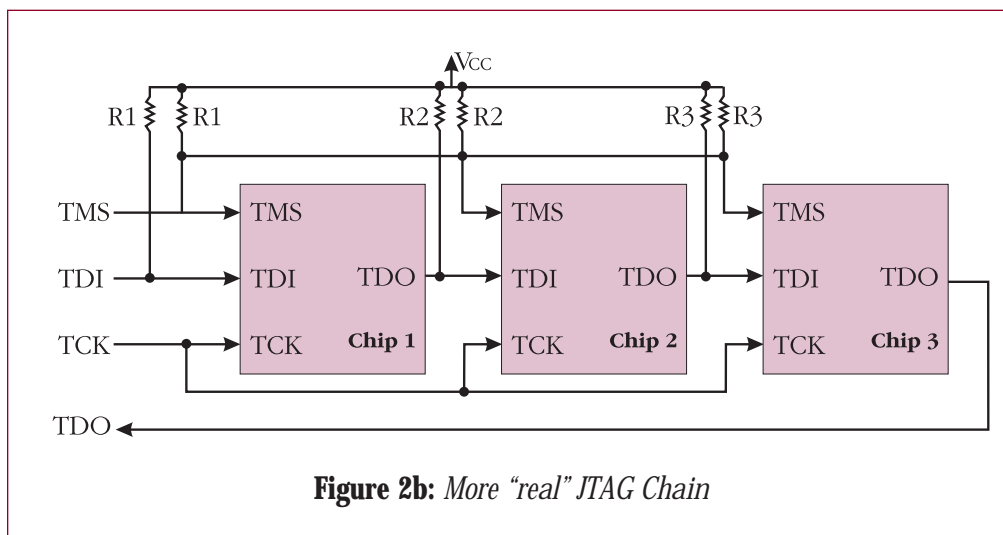 VCC
R1 R1 R2 R2 R3 R3
TMS TMS TMS TMS
TDI TDI TDO TDI TDO TDI TDO
TCK TCK Chip 1 TCK Chip 2 TCK Chip 3
TDO
Figure 2b: More “real” JTAG Chain